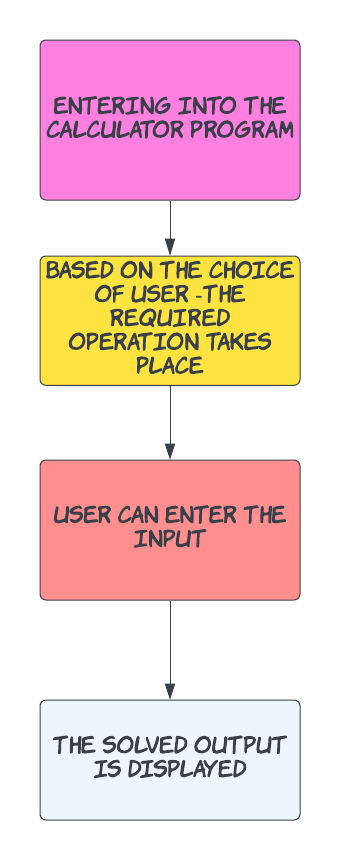 ENTERING INTO THE
CALCULATOR PROGRAM
BASED ON THE CHOICE
OF USER -THE
REQUIRED
OPERATION TAKES
PLACE
USER CAN ENTER THE
INPUT
THE SOLVED OUTPUT
IS DISPLAYED